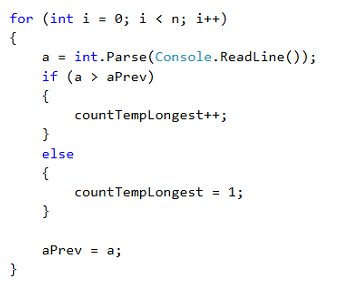 for (int i = 0; i < n; i++)
{
    a = int.Parse(Console.ReadLine());
    if (a > aPrev)
    {
        countTempLongest++;
    }
    else
    {
        countTempLongest = 1;
    }

    aPrev = a;
}